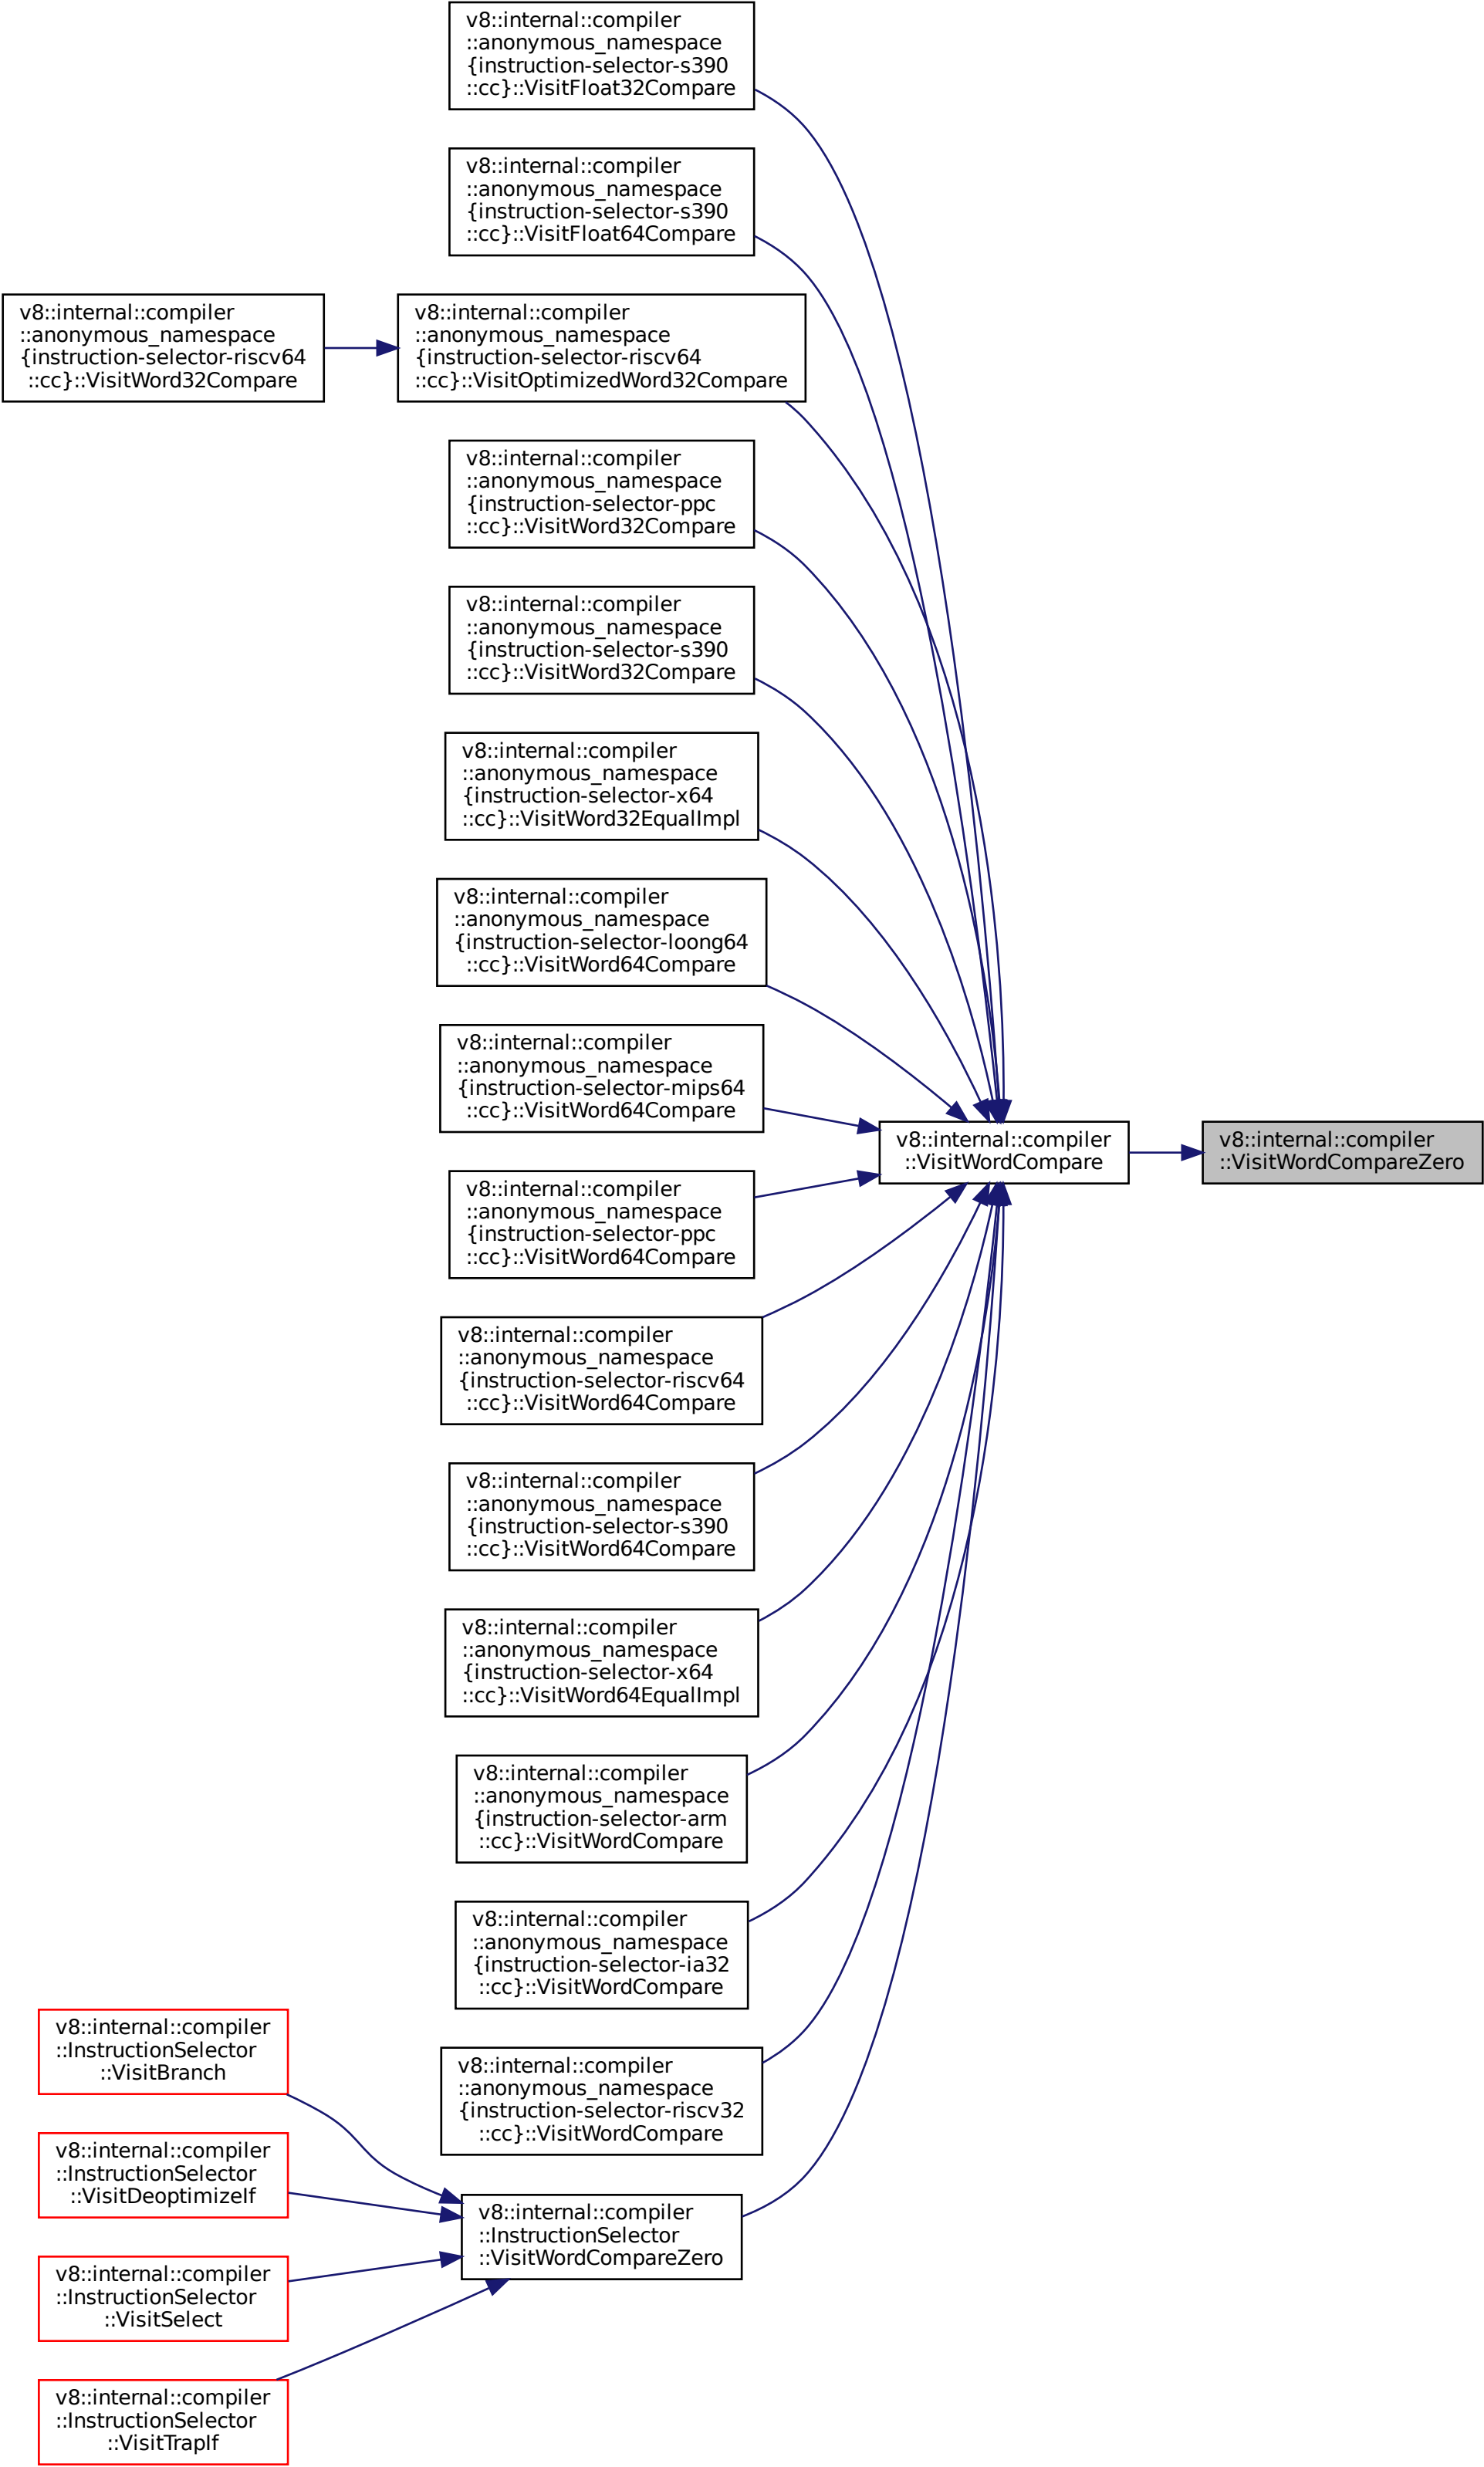 v8::internal::compiler
::anonymous_namespace
{instruction-selector-s390
::cc}::VisitFloat32Compare
v8::internal::compiler
::anonymous_namespace
{instruction-selector-s390
::cc}::VisitFloat64Compare
v8::internal::compiler
::anonymous_namespace
{instruction-selector-riscv64
::cc}::VisitWord32Compare
v8::internal::compiler
::anonymous_namespace
{instruction-selector-riscv64
::cc}::VisitOptimizedWord32Compare
v8::internal::compiler
::anonymous_namespace
{instruction-selector-ppc
::cc}::VisitWord32Compare
v8::internal::compiler
::anonymous_namespace
{instruction-selector-s390
::cc}::VisitWord32Compare
v8::internal::compiler
::anonymous_namespace
{instruction-selector-x64
::cc}::VisitWord32EqualImpl
v8::internal::compiler
::anonymous_namespace
{instruction-selector-loong64
::cc}::VisitWord64Compare
v8::internal::compiler
::anonymous_namespace
{instruction-selector-mips64
::cc}::VisitWord64Compare
v8::internal::compiler
::VisitWordCompare
v8::internal::compiler
::VisitWordCompareZero
v8::internal::compiler
::anonymous_namespace
{instruction-selector-ppc
::cc}::VisitWord64Compare
v8::internal::compiler
::anonymous_namespace
{instruction-selector-riscv64
::cc}::VisitWord64Compare
v8::internal::compiler
::anonymous_namespace
{instruction-selector-s390
::cc}::VisitWord64Compare
v8::internal::compiler
::anonymous_namespace
{instruction-selector-x64
::cc}::VisitWord64EqualImpl
v8::internal::compiler
::anonymous_namespace
{instruction-selector-arm
::cc}::VisitWordCompare
v8::internal::compiler
::anonymous_namespace
{instruction-selector-ia32
::cc}::VisitWordCompare
v8::internal::compiler
::anonymous_namespace
{instruction-selector-riscv32
::cc}::VisitWordCompare
v8::internal::compiler
::InstructionSelector
::VisitBranch
v8::internal::compiler
::InstructionSelector
::VisitDeoptimizeIf
v8::internal::compiler
::InstructionSelector
::VisitWordCompareZero
v8::internal::compiler
::InstructionSelector
::VisitSelect
v8::internal::compiler
::InstructionSelector
::VisitTrapIf